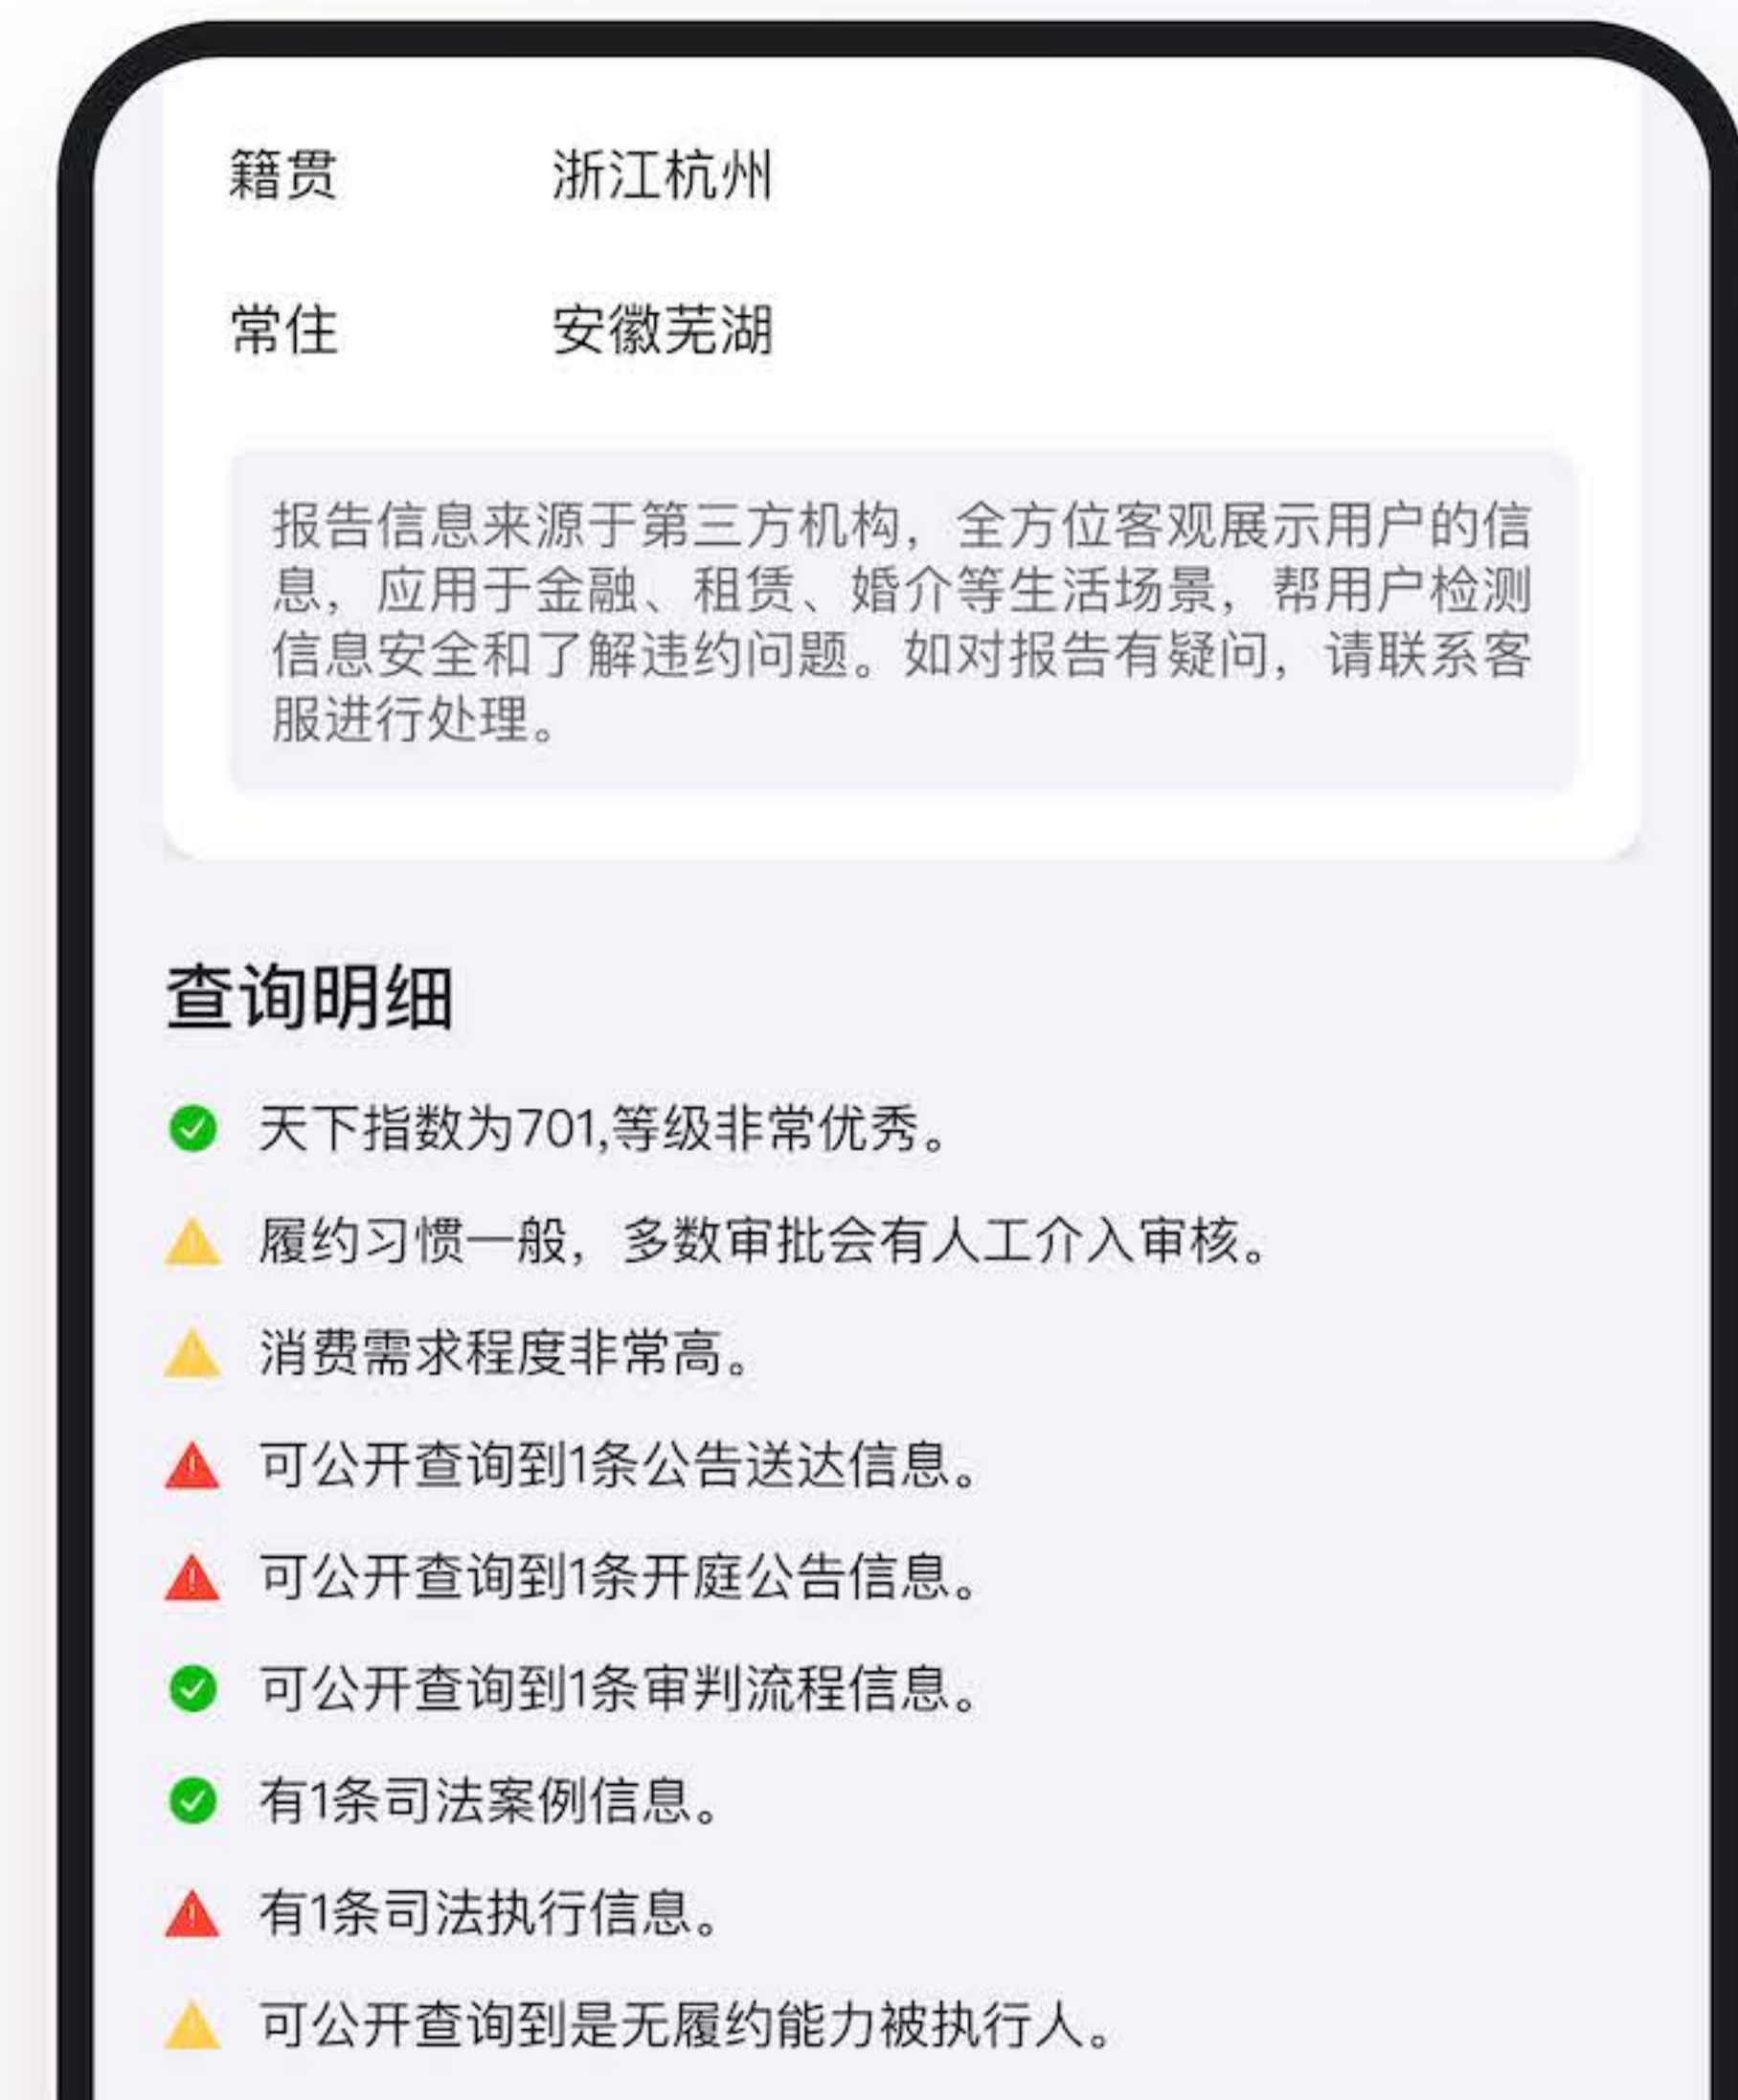 籍贯 浙江杭州
常住 安徽芜湖
报告信息来源于第三方机构，全方位客观展示用户的信
息，应用于金融、租赁、婚介等生活场景，帮用户检测
信息安全和了解违约问题。如对报告有疑问，请联系客
服进行处理。
查询明细
天下指数为701,等级非常优秀。
履约习惯一般，多数审批会有人工介入审核。
消费需求程度非常高。
可公开查询到1条公告送达信息。
可公开查询到1条开庭公告信息。
可公开查询到1条审判流程信息。
有1条司法案例信息。
有1条司法执行信息。
可公开查询到是无履约能力被执行人。